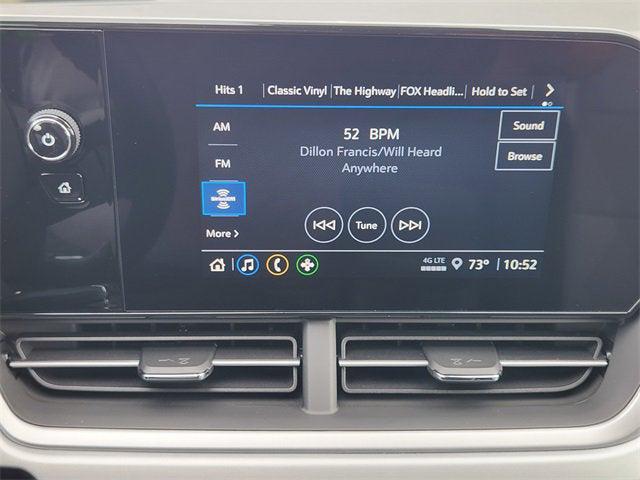 Hits 1 Classic Vinyl The Highway FOX Headli... Hold to Set >
AM
52 BPM
Sound
Dillon Francis/Will Heard
Browse
FM
Anywhere
SiriusXM
Tune
More >
4G LTE
73° 10:52